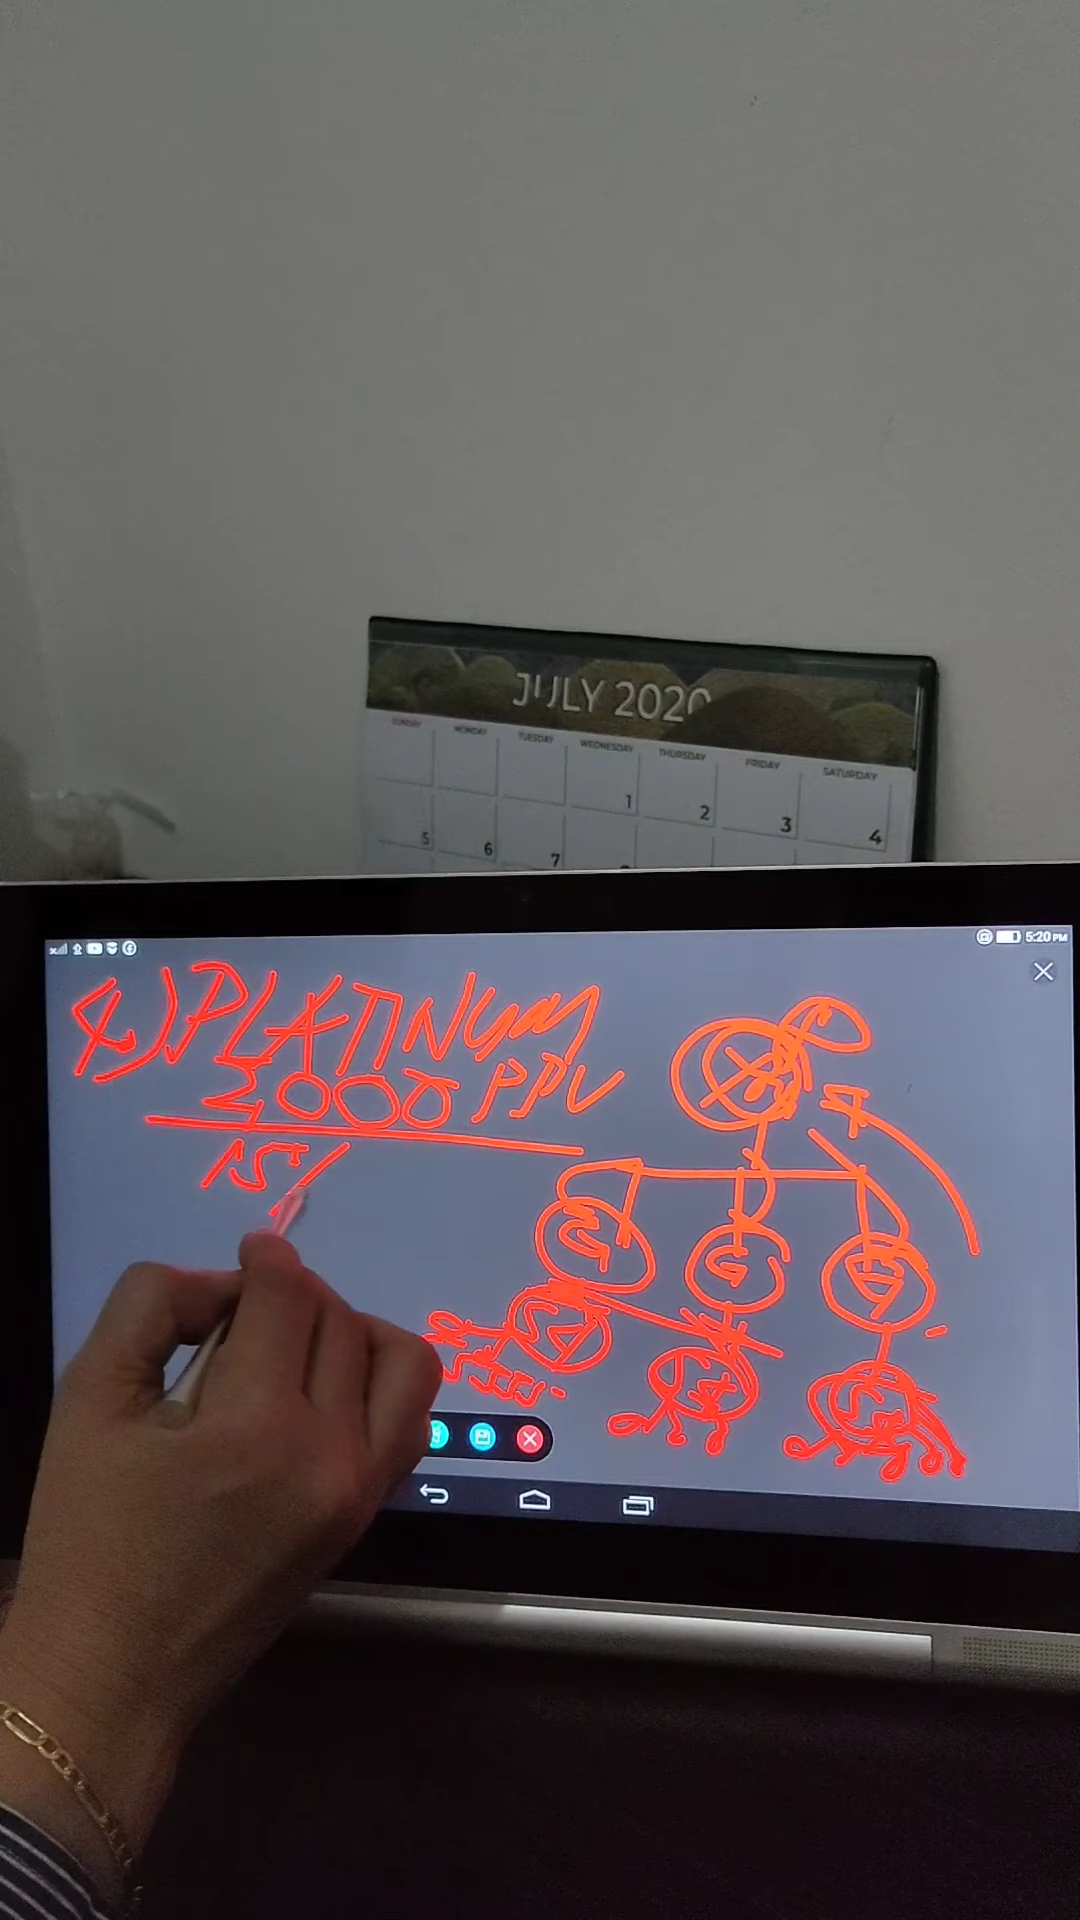 JULY 2020
SUNDAY MONDAY TUESDAY WEDNESDAY THURSDAY FRIDAY SATURDAY
1 2 3 4
5 6 7
5:20 PM
4) PLATINUM
2000 PPV
15%
G G